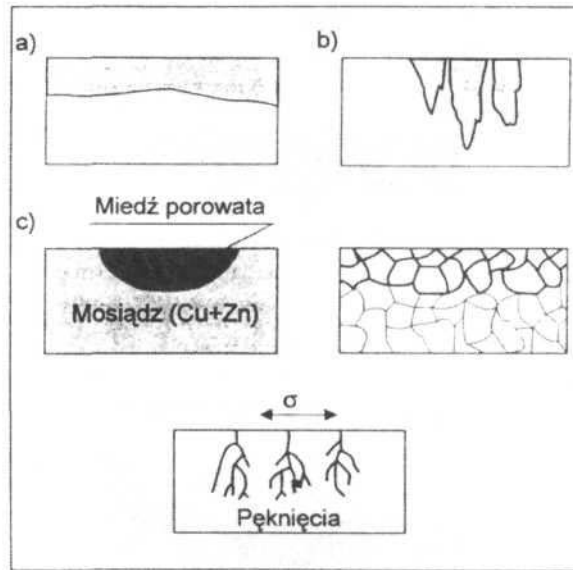 a)
b)
Miedź porowata
c)
Mosiądz (Cu+Zn)
σ
Pęknięcia